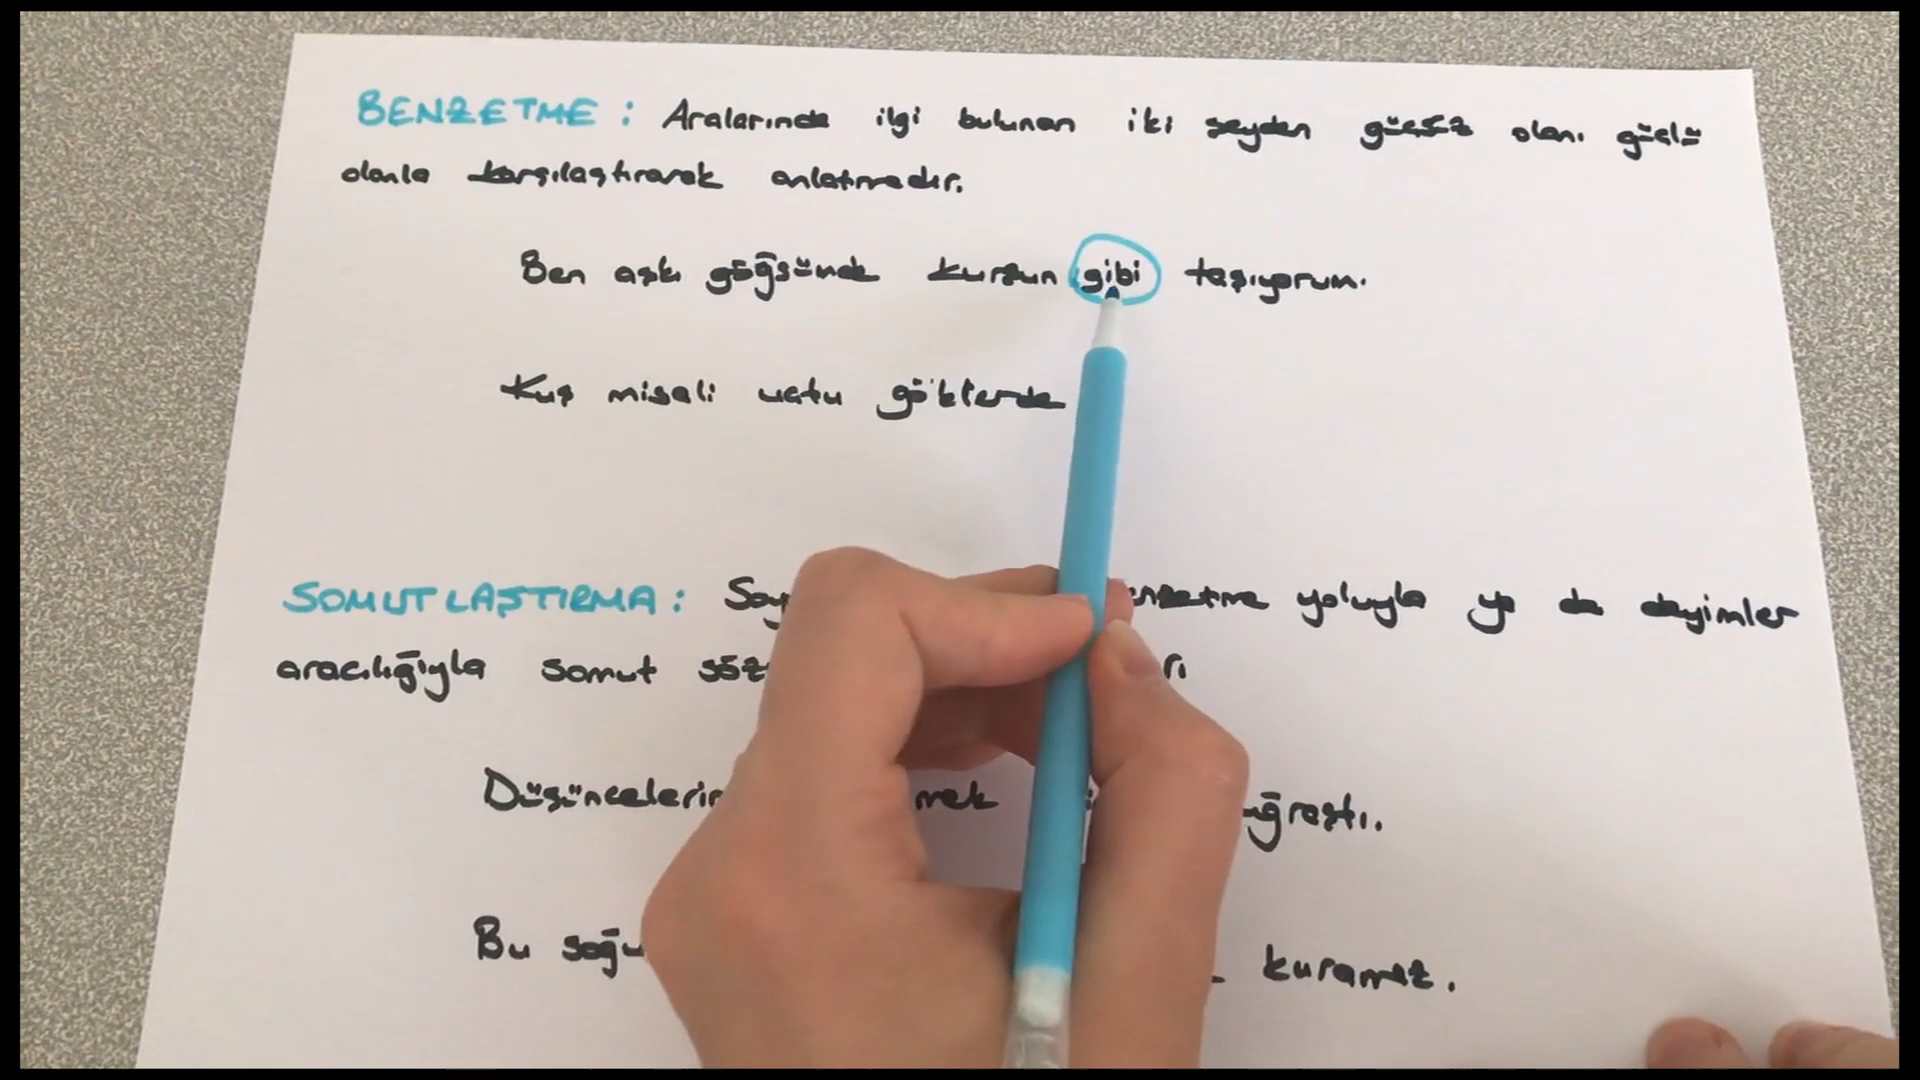 BENZETME : Aralarında ilgi bulunan iki şeyden güçsüz olanı güçlü
olanla karşılaştırarak anlatmadır.
Ben aşkı göğsümde kurşun gibi taşıyorum.
Kuş misali uçtu göklerde
SOMUTLAŞTIRMA : yoluyla ya da deyimler
aracılığıyla somut
uğraştı.
Bu kuramaz.